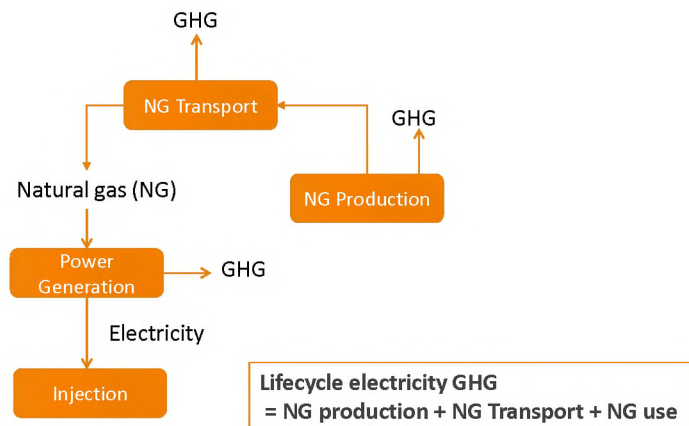 GHG
NG Transport
GHG
Natural gas (NG)
NG Production
Power
Generation
GHG
Electricity
Injection
Lifecycle electricity GHG
= NG production + NG Transport + NG use